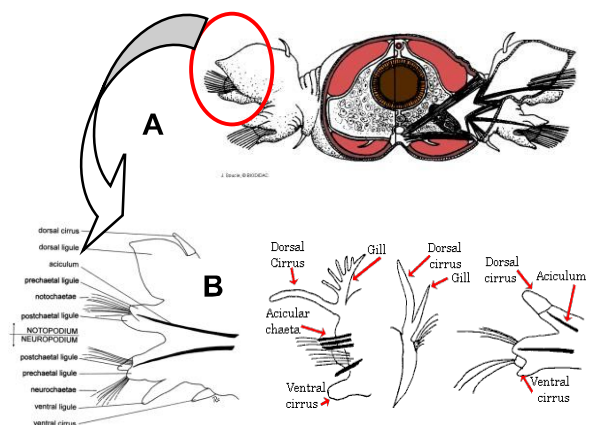 A
J. Soucie, © BIODIDAC
dorsal cirrus
dorsal ligule
aciculum
prechaetal ligule
notochaetae
postchaetal ligule
NOTOPODIUM
NEUROPODIUM
postchaetal ligule
prechaetal ligule
neurochaetae
ventral ligule
ventral cirrus
B
Dorsal
Cirrus
Gill
Acicular
chaeta
Ventral
cirrus
Dorsal
cirrus
Gill
Dorsal
cirrus
Aciculum
Ventral
cirrus